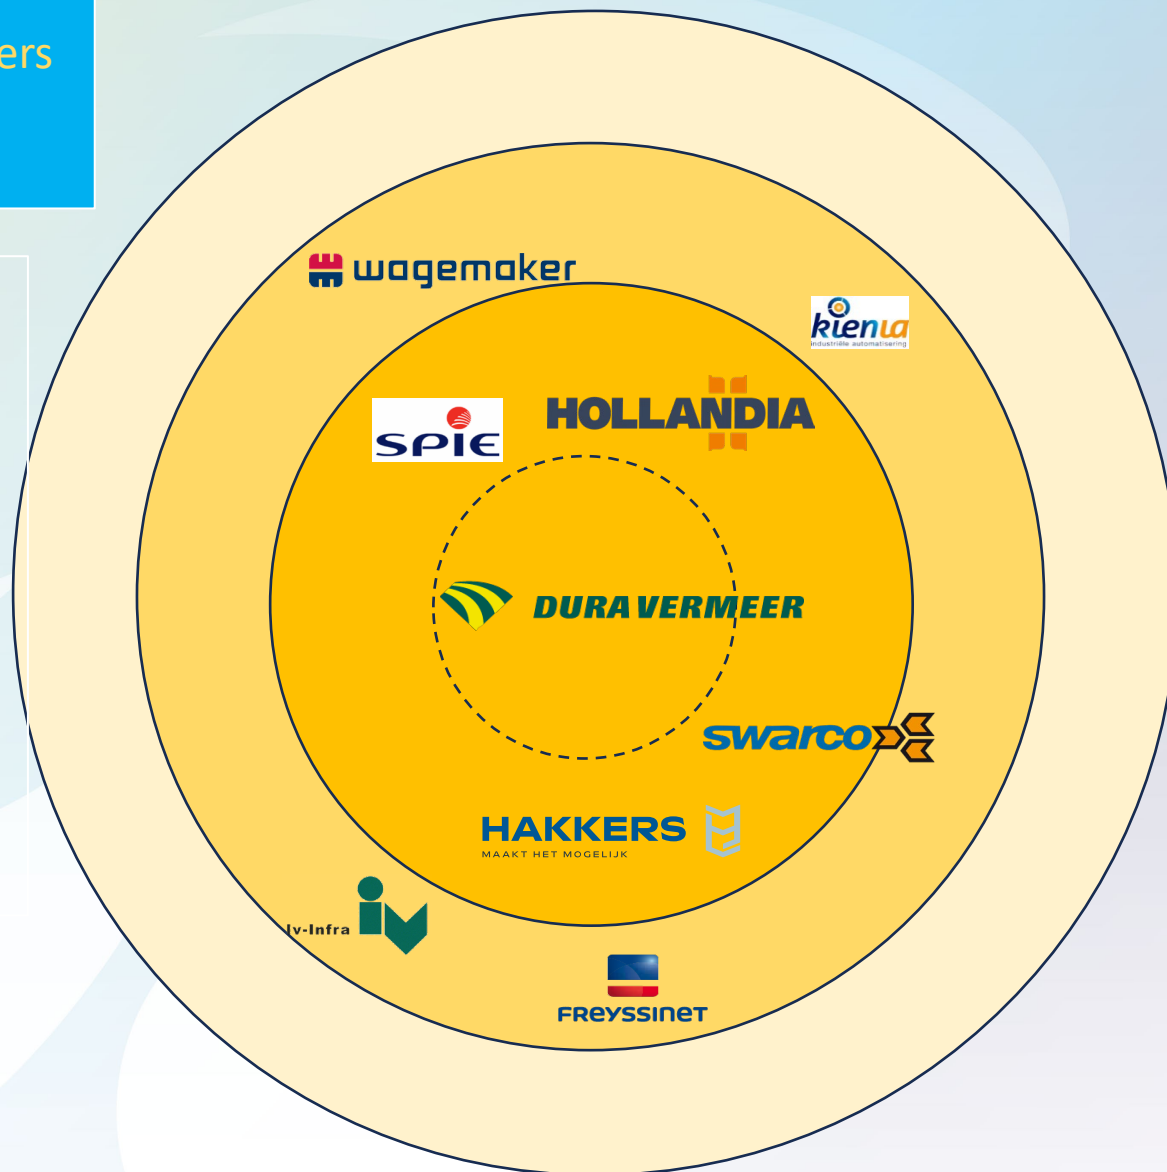 ers
wagemaker
kienia
industriële automatisering
SPIE
HOLLANDIA
DURA VERMEER
swarco
HAKKERS
MAAKT HET MOGELIJK
Iv-Infra
FREYSSINET